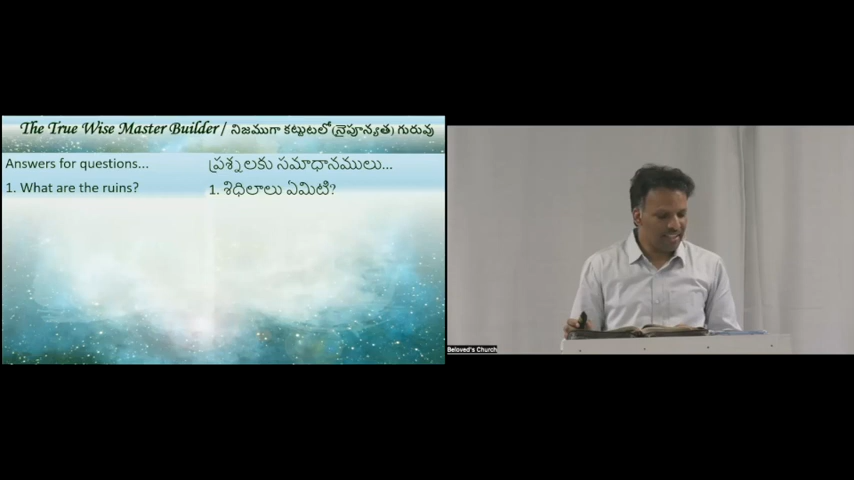 The True Wise Master Builder / నిజముగా కట్టుటలో(నైపూన్యత) గురువు
Answers for questions...
ప్రశ్నలకు సమాధానములు...
1. What are the ruins?
1. శిధిలాలు ఏమిటి?
Beloved's Church